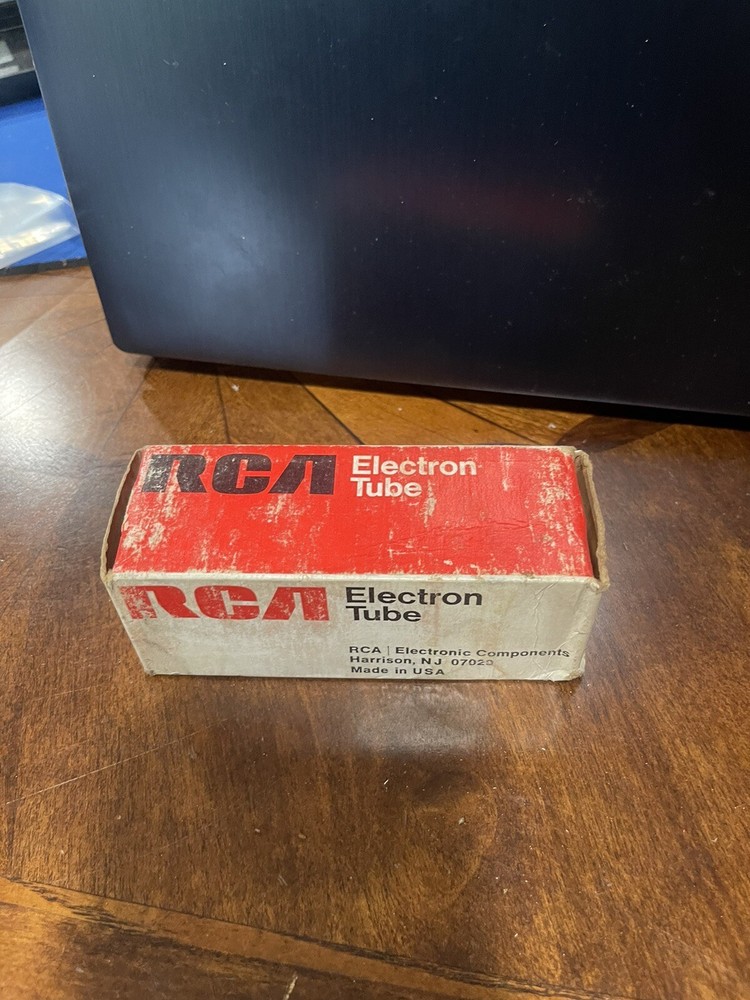 RCA Electron
Tube
RCA Electron
Tube
RCA | Electronic Components
Harrison, NJ 07029
Made in USA